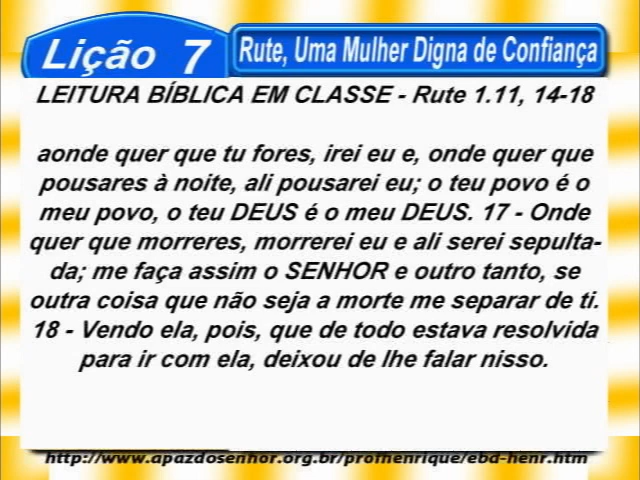 Lição 7
Rute, Uma Mulher Digna de Confiança
LEITURA BÍBLICA EM CLASSE - Rute 1.11, 14-18
aonde quer que tu fores, irei eu e, onde quer que
pousares à noite, ali pousarei eu; o teu povo é o
meu povo, o teu DEUS é o meu DEUS. 17 - Onde
quer que morreres, morrerei eu e ali serei sepulta-
da; me faça assim o SENHOR e outro tanto, se
outra coisa que não seja a morte me separar de ti.
18 - Vendo ela, pois, que de todo estava resolvida
para ir com ela, deixou de lhe falar nisso.
http://www.apazdosenhor.org.br/profhenrique/ebd-henr.htm